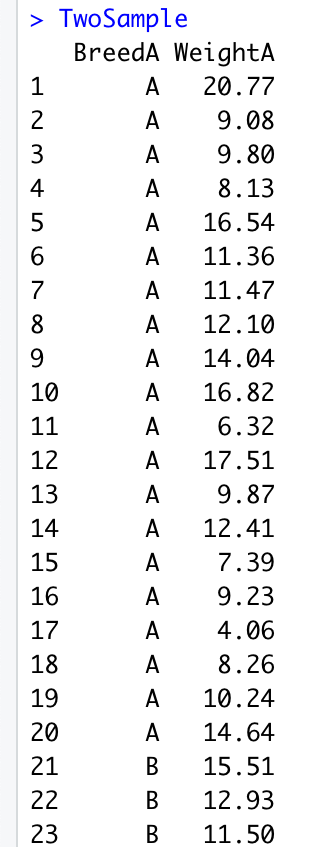 > TwoSample
BreedA WeightA
1 A 20.77
2 A 9.08
3 A 9.80
4 A 8.13
5 A 16.54
6 A 11.36
7 A 11.47
8 A 12.10
9 A 14.04
10 A 16.82
11 A 6.32
12 A 17.51
13 A 9.87
14 A 12.41
15 A 7.39
16 A 9.23
17 A 4.06
18 A 8.26
19 A 10.24
20 A 14.64
21 B 15.51
22 B 12.93
23 B 11.50